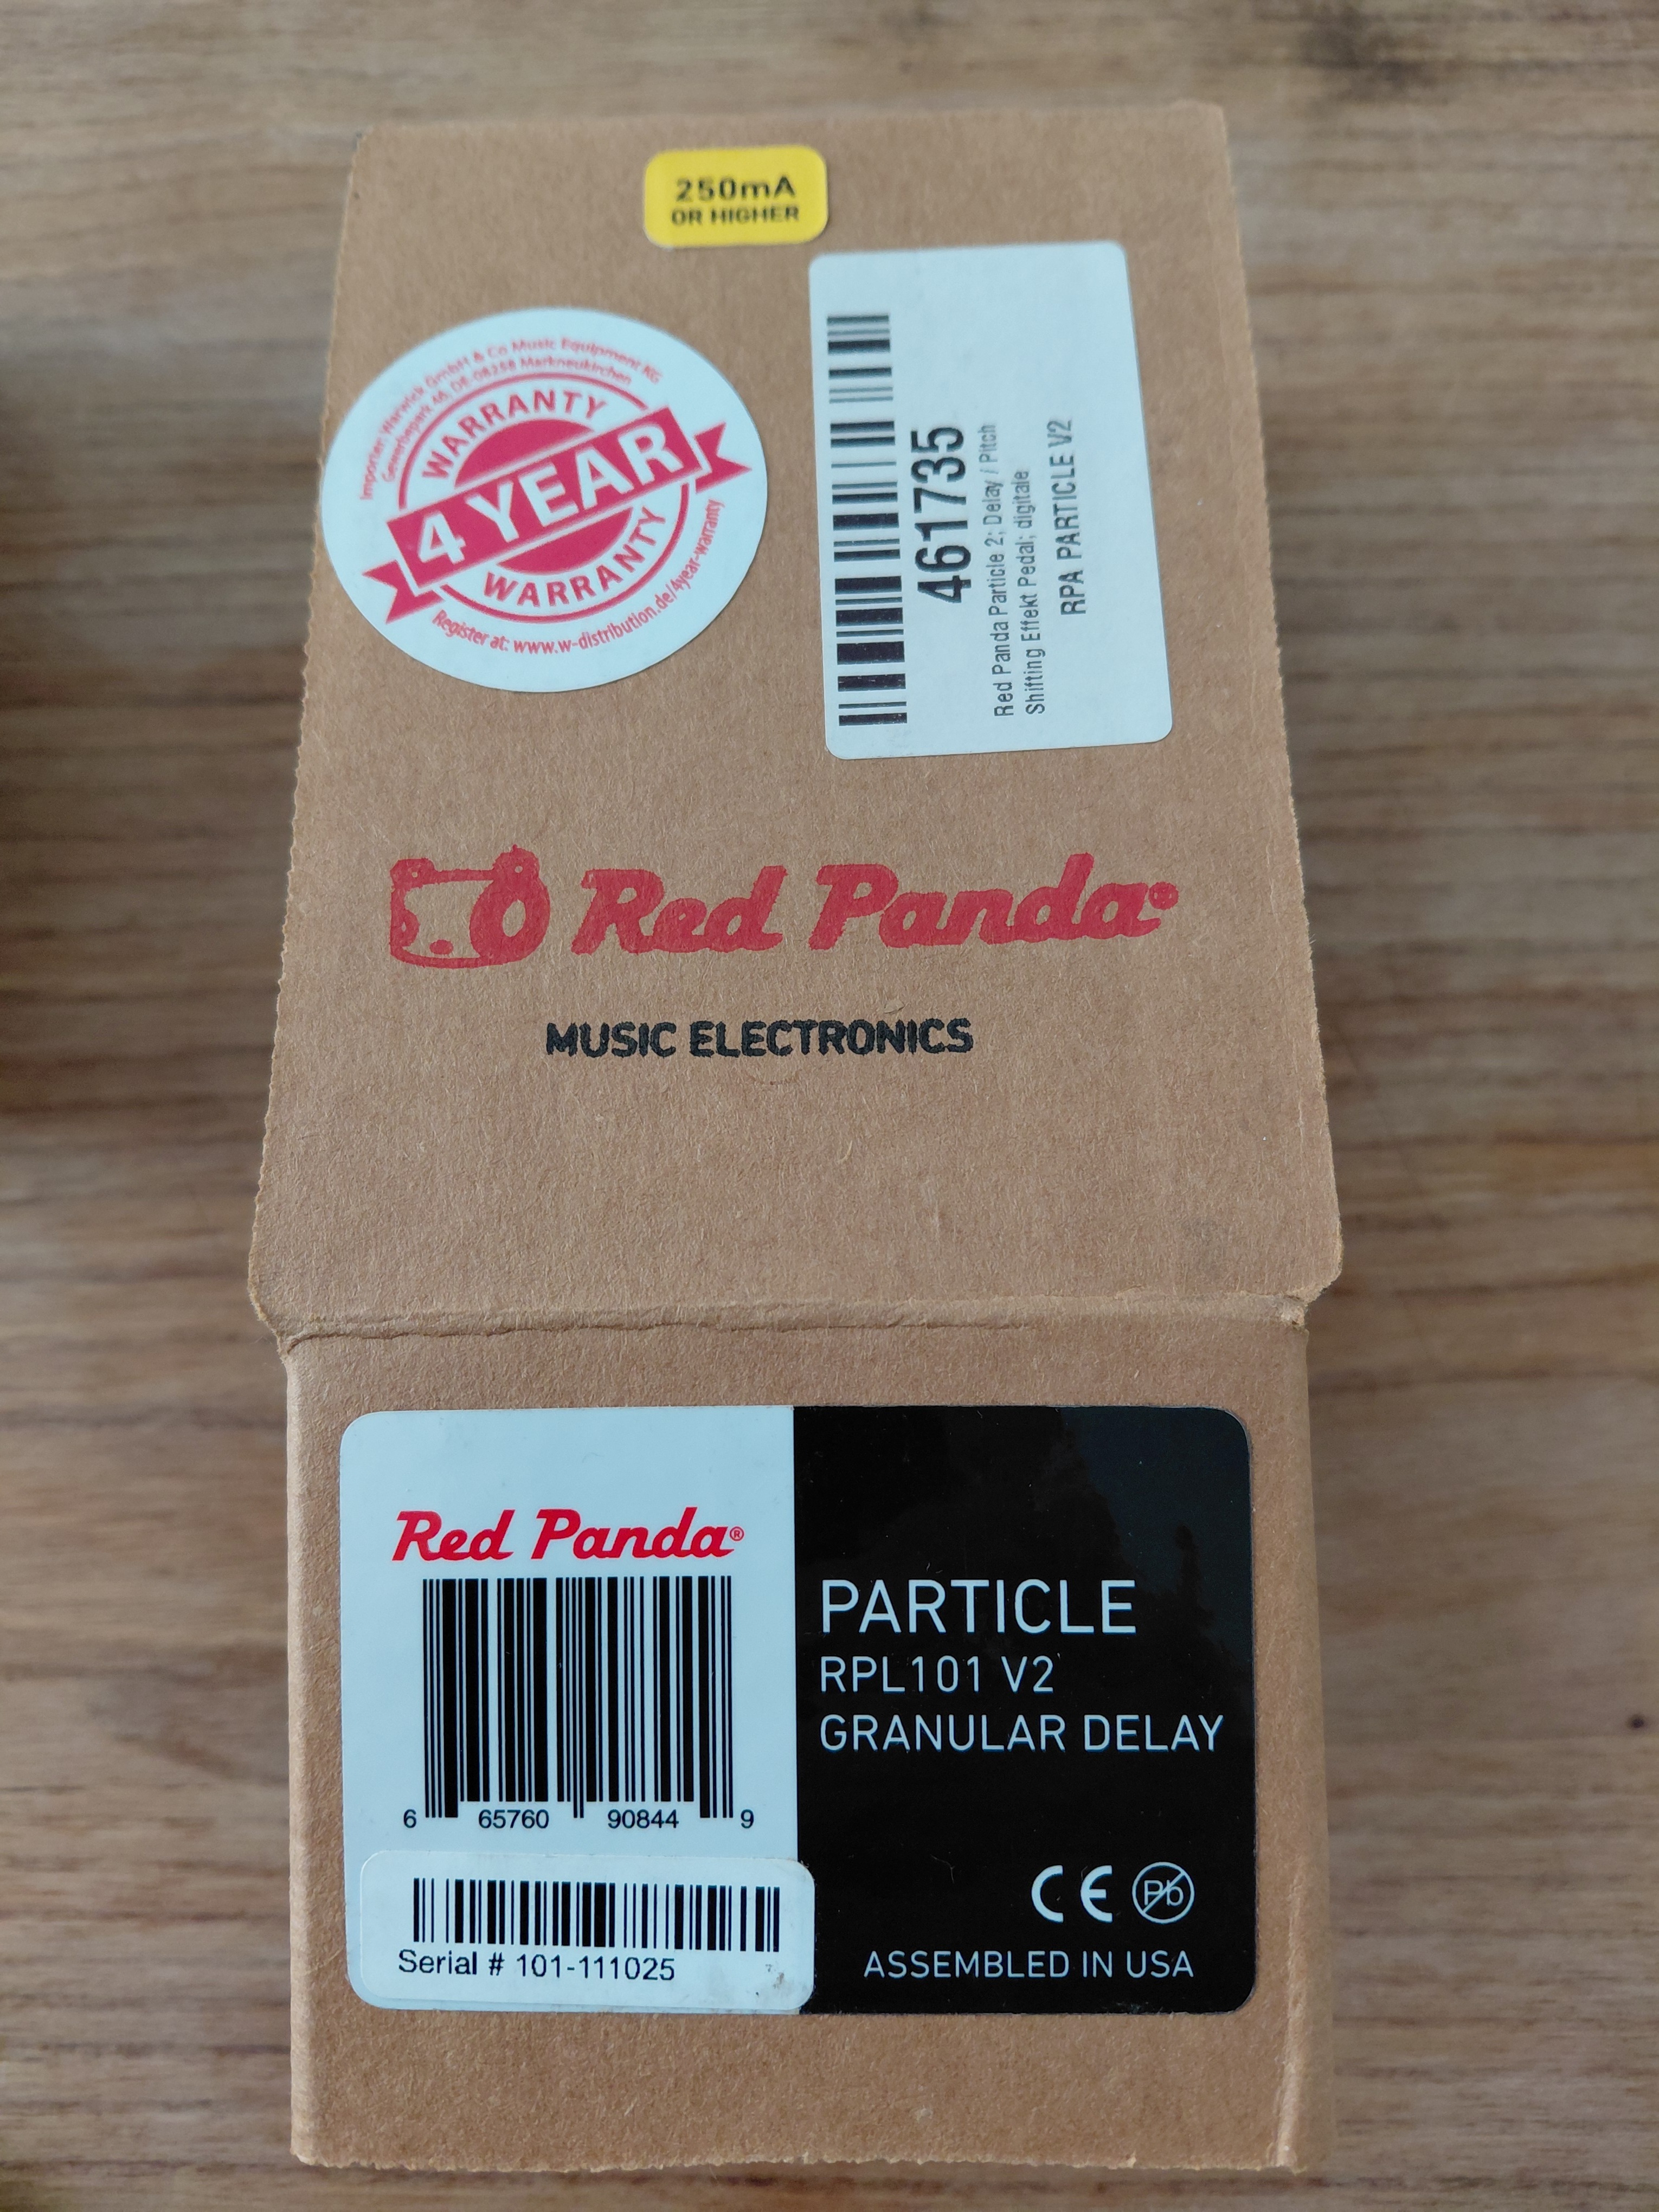 250mA
OR HIGHER
Importer: Warwick GmbH & Co Music Equipment KG
Gewerbepark 46, DE-08258 Markneukirchen
WARRANTY
4 YEAR
WARRANTY
Register at: www.w-distribution.de/4year-warranty
461735
Red Panda Particle 2; Delay / Pitch
Shifting Effekt Pedal; digitale
RPA PARTICLE V2
Red Panda®
MUSIC ELECTRONICS
Red Panda®
6 65760 90844 9
Serial # 101-111025
PARTICLE
RPL101 V2
GRANULAR DELAY
CE Pb
ASSEMBLED IN USA